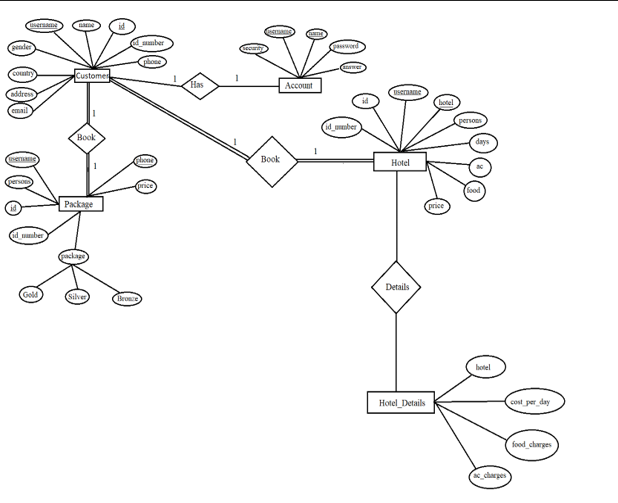 username
name
id
gender
id_number
phone
country
Customer
address
email
1
Has
1
username
name
security
password
answer
Account
1
Book
1
1
Book
1
id
username
hotel
id_number
persons
days
ac
food
price
Hotel
username
phone
persons
price
id
Package
id_number
package
Gold
Silver
Bronze
Details
hotel
Hotel_Details
cost_per_day
food_charges
ac_charges